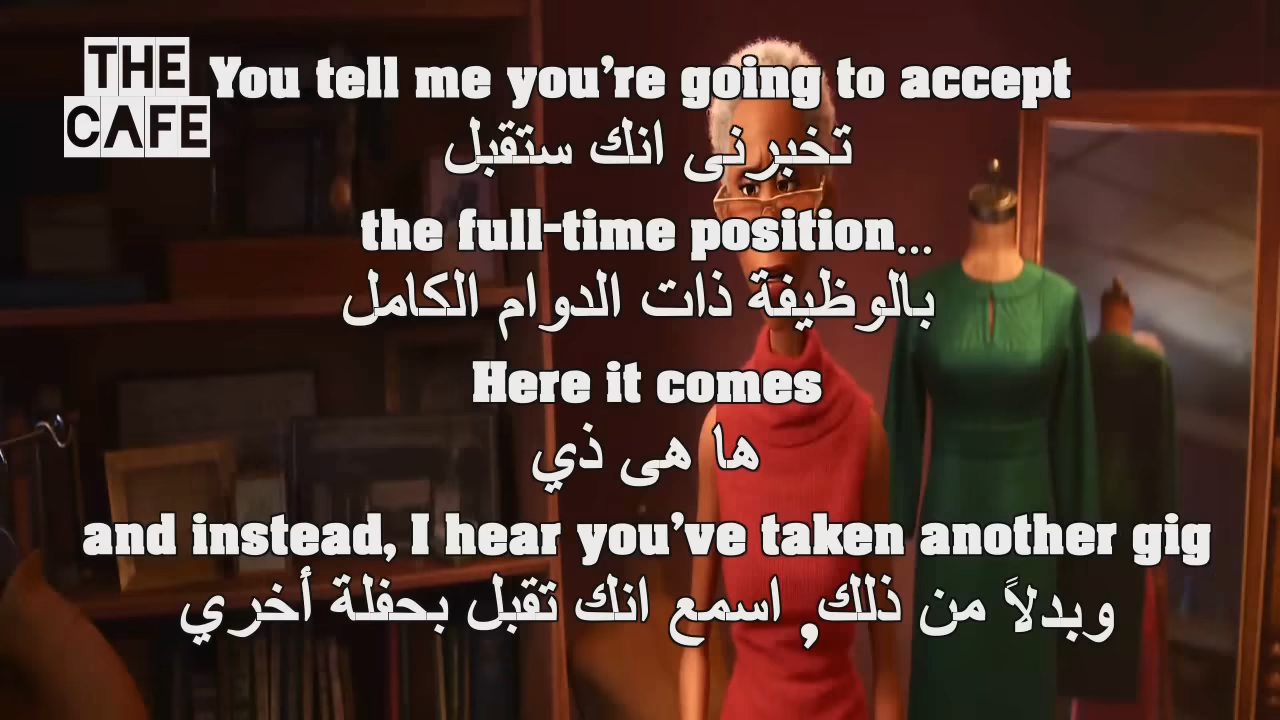 THE
CAFE
You tell me you're going to accept
تخبرنى انك ستقبل
the full-time position...
بالوظيفة ذات الدوام الكامل
Here it comes
ها هى ذي
and instead, I hear you've taken another gig
وبدلاً من ذلك, اسمع انك تقبل بحفلة أخري